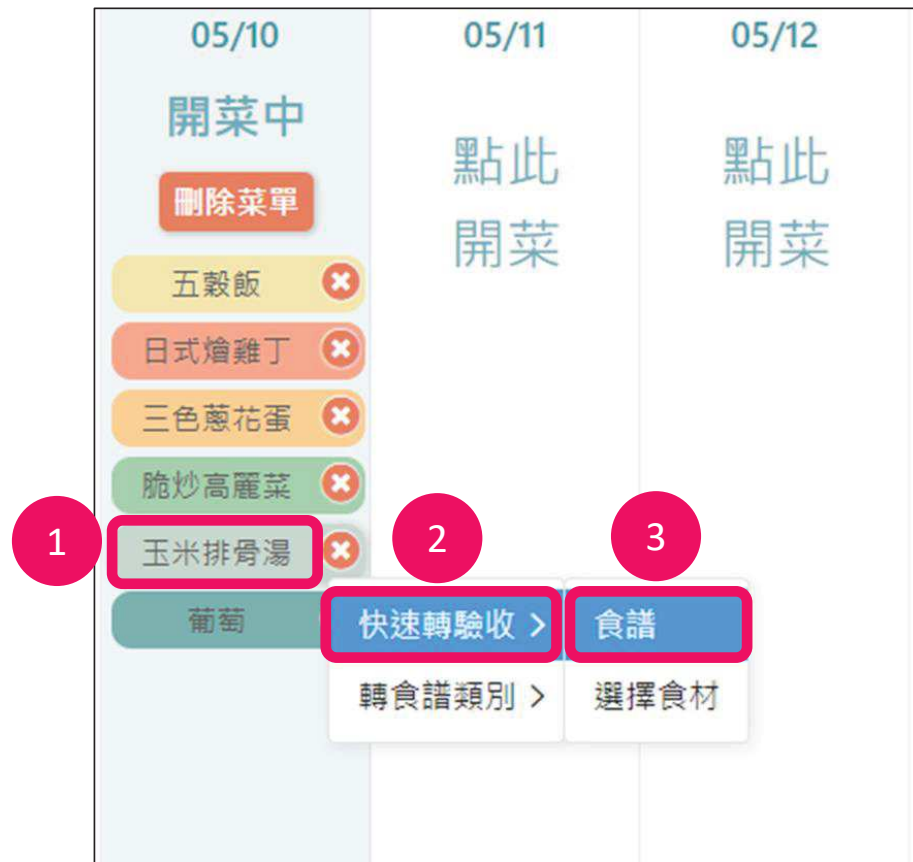 05/10
05/11
05/12
開菜中
刪除菜單
點此
開菜
點此
開菜
五穀飯
日式燴雞丁
三色蔥花蛋
脆炒高麗菜
1
玉米排骨湯
2
3
葡萄
快速轉驗收 >
食譜
轉食譜類別 >
選擇食材